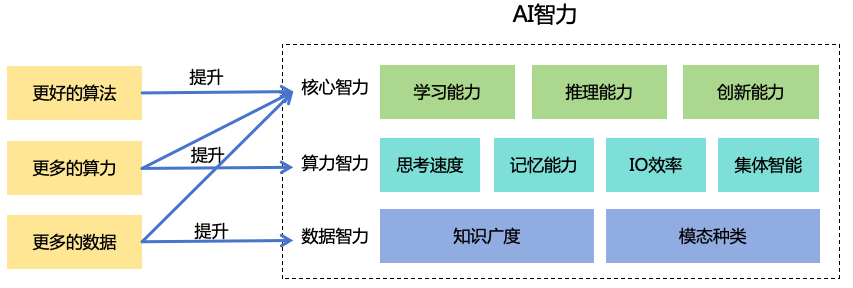 AI智力
更好的算法
提升
核心智力
学习能力
推理能力
创新能力
更多的算力
提升
算力智力
思考速度
记忆能力
IO效率
集体智能
更多的数据
提升
数据智力
知识广度
模态种类